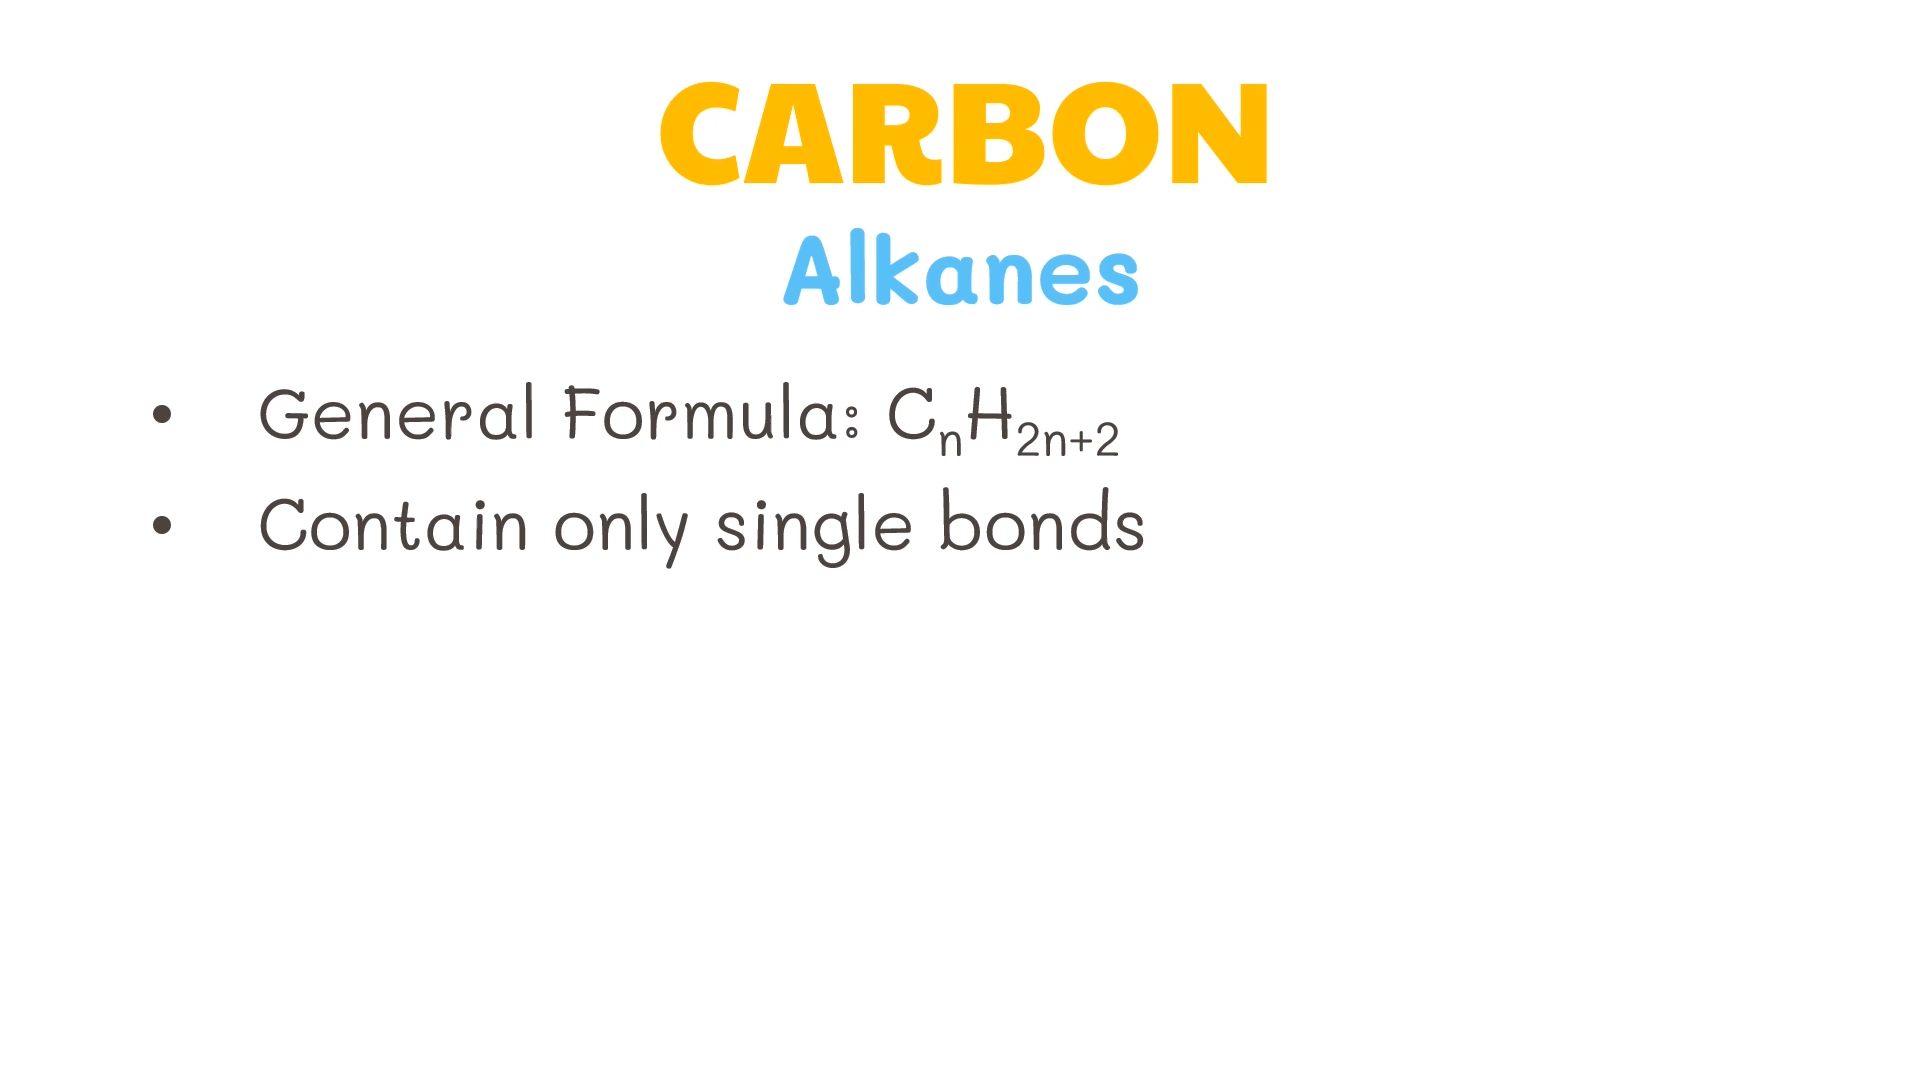 CARBON
Alkanes
• General Formula: CₙH₂ₙ₊₂
• Contain only single bonds